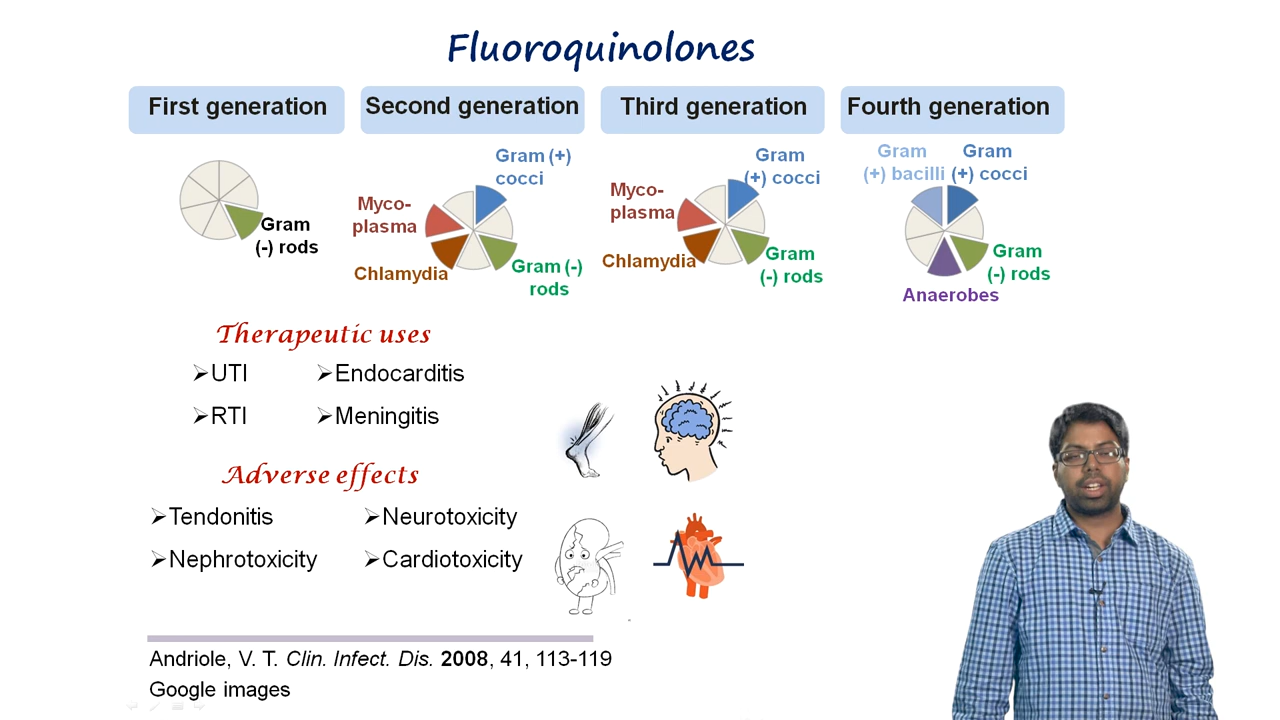 Fluoroquinolones
First generation
Second generation
Third generation
Fourth generation
Gram
(-) rods
Gram (+)
cocci
Myco-
plasma
Chlamydia
Gram (-)
rods
Gram
(+) cocci
Myco-
plasma
Chlamydia
Gram
(-) rods
Gram
(+) bacilli
Gram
(+) cocci
Gram
(-) rods
Anaerobes
Therapeutic uses
➢UTI
➢Endocarditis
➢RTI
➢Meningitis
Adverse effects
➢Tendonitis
➢Neurotoxicity
➢Nephrotoxicity
➢Cardiotoxicity
Andriole, V. T. Clin. Infect. Dis. 2008, 41, 113-119
Google images